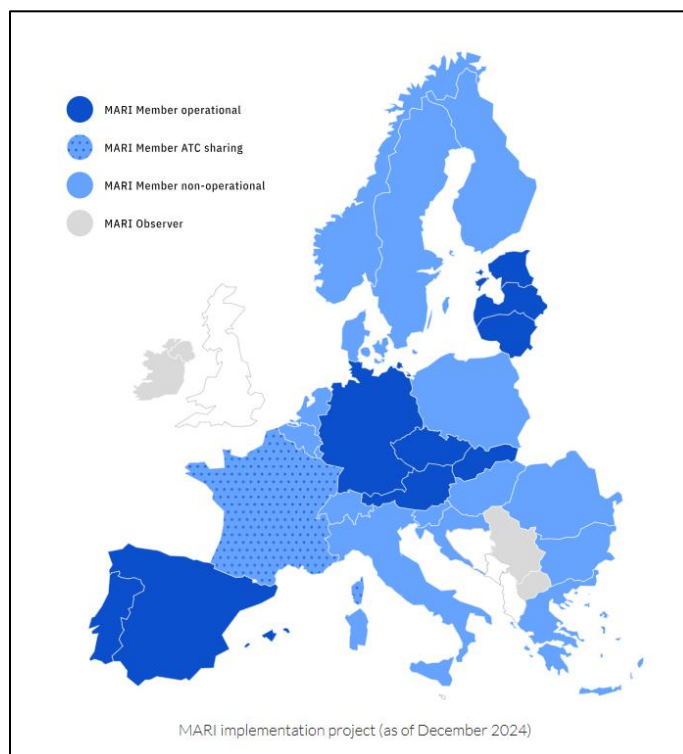 MARI Member operational
MARI Member ATC sharing
MARI Member non-operational
MARI Observer
MARI implementation project (as of December 2024)